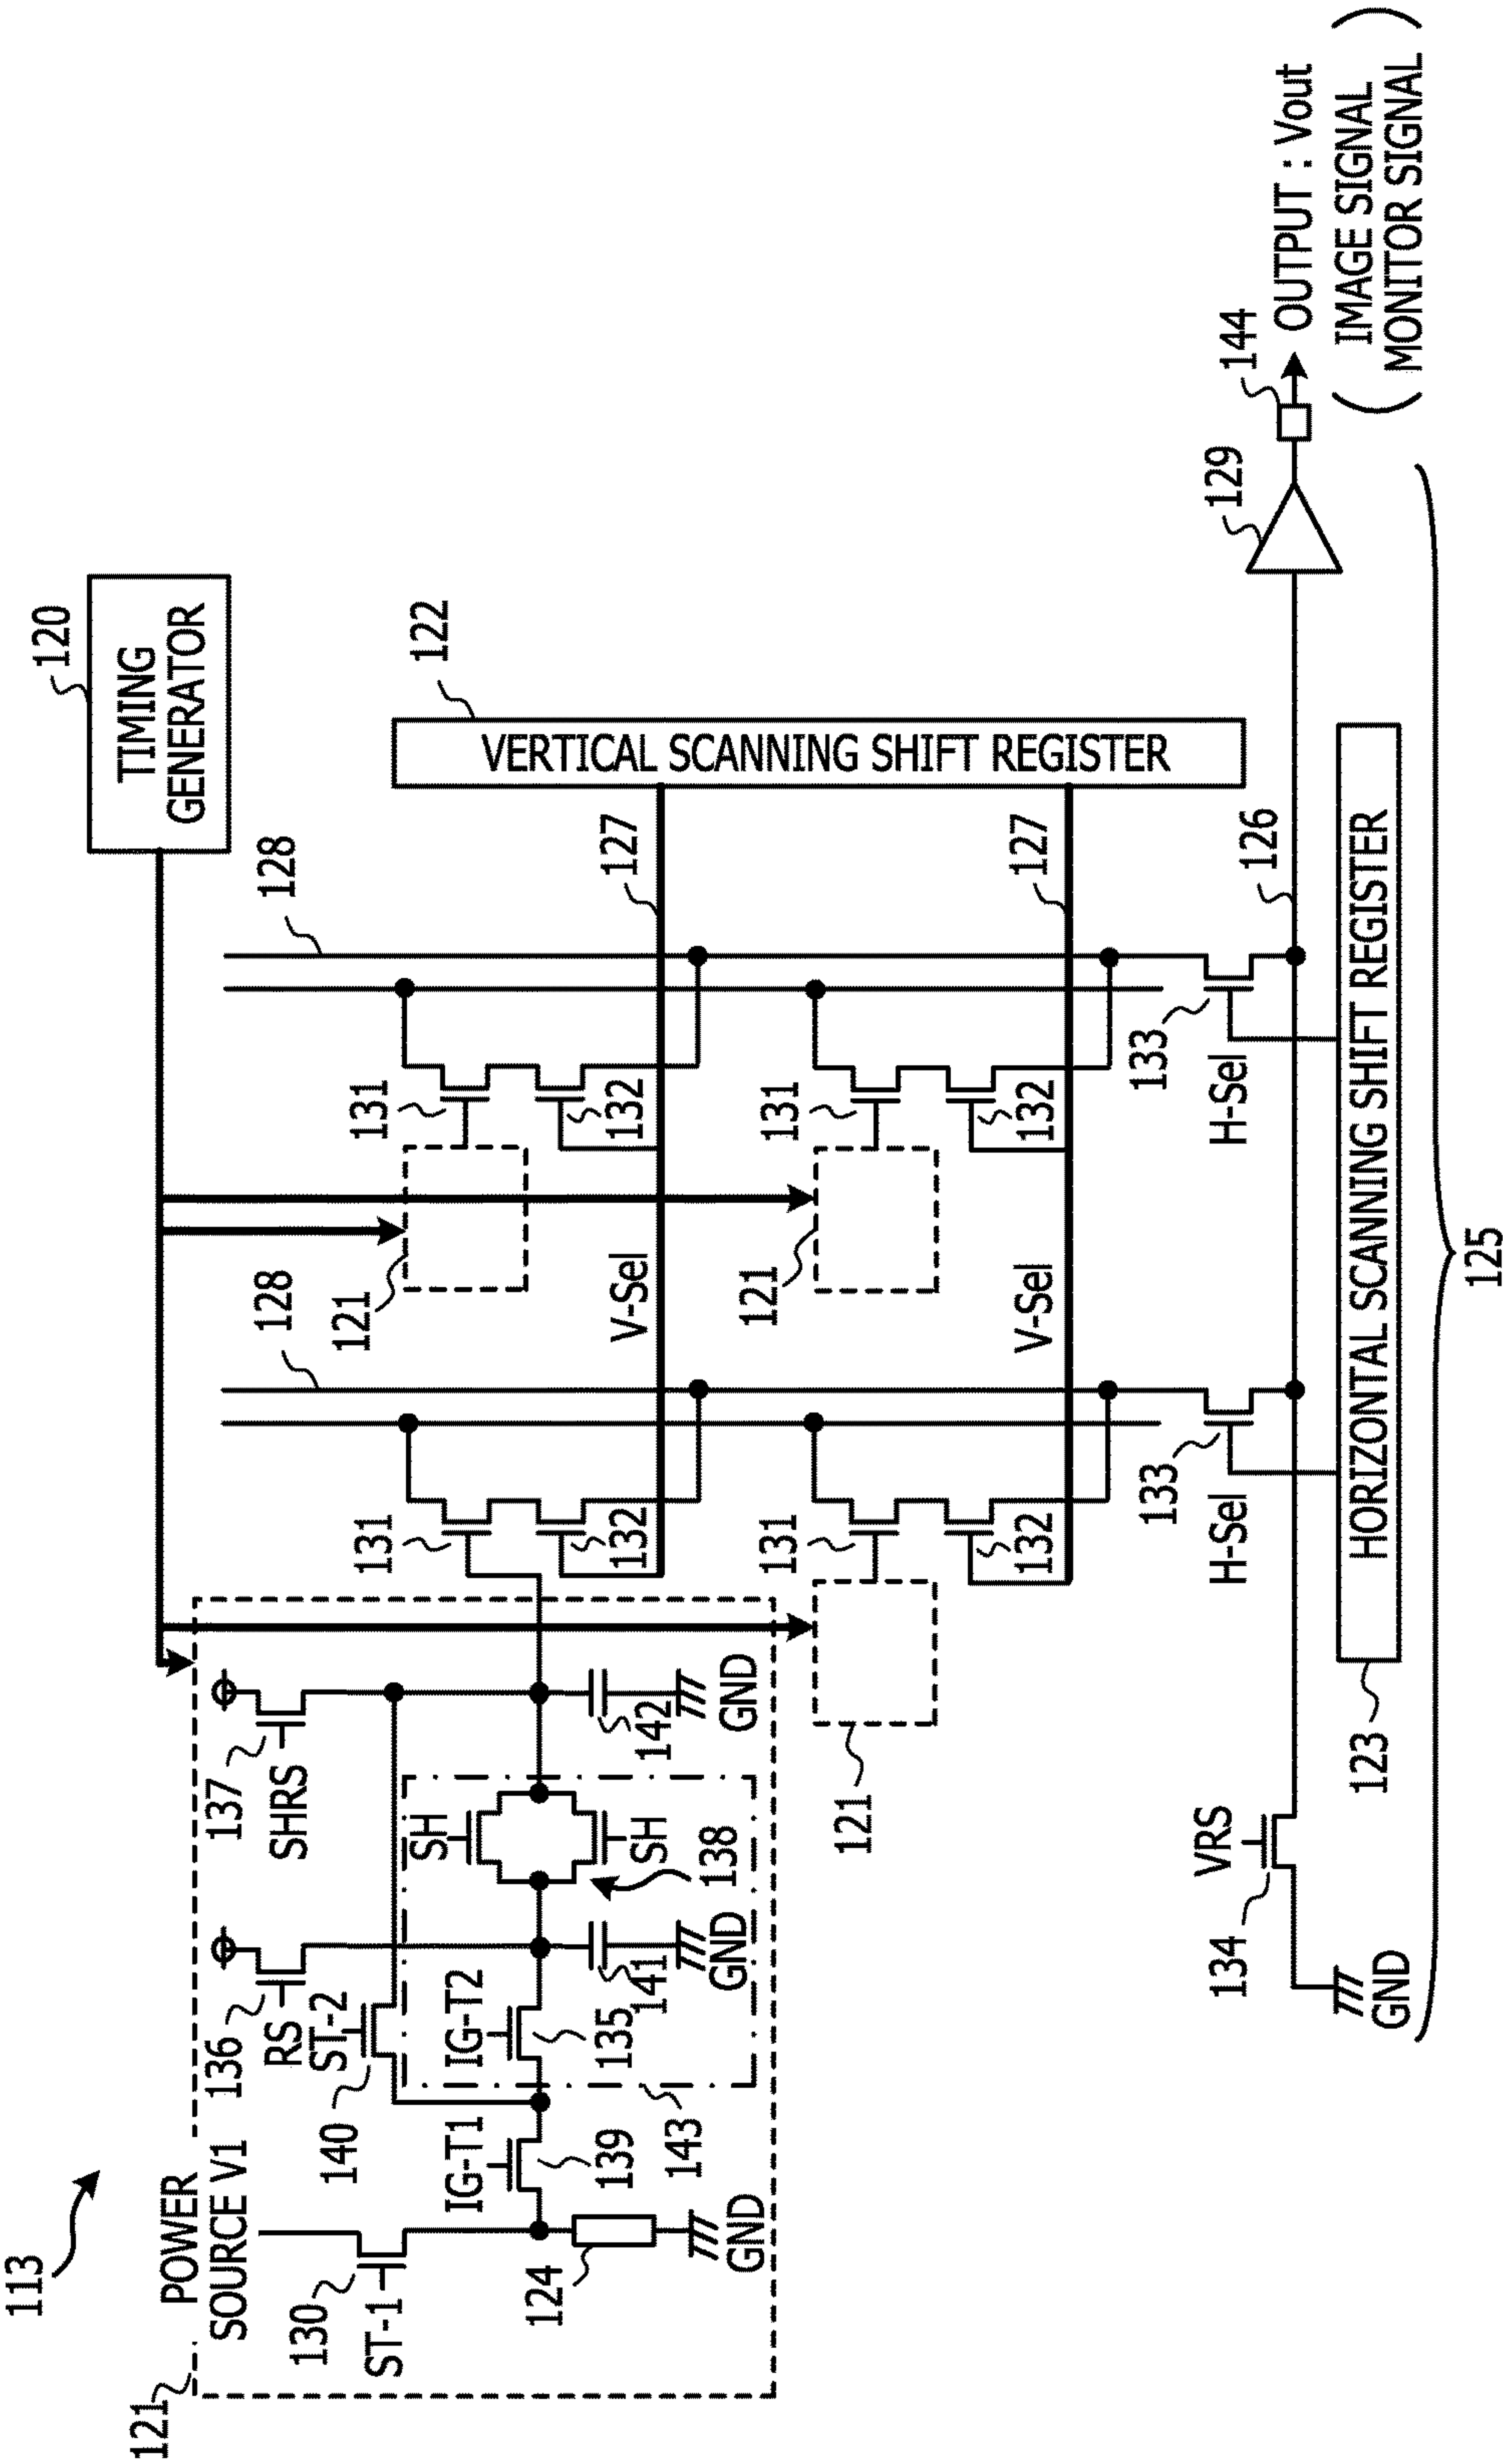 113
121
POWER
SOURCE V1
130
ST-1
124
GND
IG-T1
139
140
143
136
RS
ST-2
IG-T2
135
141
GND
137
SHRS
SH
SH
138
142
GND
120
TIMING
GENERATOR
131
132
128
121
V-Sel
131
132
128
127
122
VERTICAL SCANNING SHIFT REGISTER
121
131
132
121
V-Sel
131
132
127
134
VRS
GND
133
H-Sel
133
H-Sel
126
123
HORIZONTAL SCANNING SHIFT REGISTER
125
129
144
OUTPUT : Vout
( IMAGE SIGNAL
MONITOR SIGNAL )